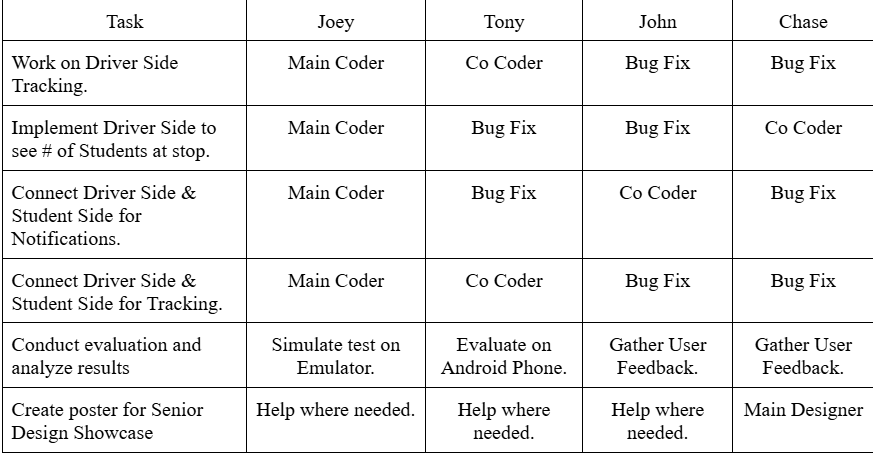 Task Joey Tony John Chase
Work on Driver Side Main Coder Co Coder Bug Fix Bug Fix
Tracking.
Implement Driver Side to Main Coder Bug Fix Bug Fix Co Coder
see # of Students at stop.
Connect Driver Side & Main Coder Bug Fix Co Coder Bug Fix
Student Side for
Notifications.
Connect Driver Side & Main Coder Co Coder Bug Fix Bug Fix
Student Side for Tracking.
Conduct evaluation and Simulate test on Evaluate on Gather User Gather User
analyze results Emulator. Android Phone. Feedback. Feedback.
Create poster for Senior Help where needed. Help where Help where Main Designer
Design Showcase needed. needed.